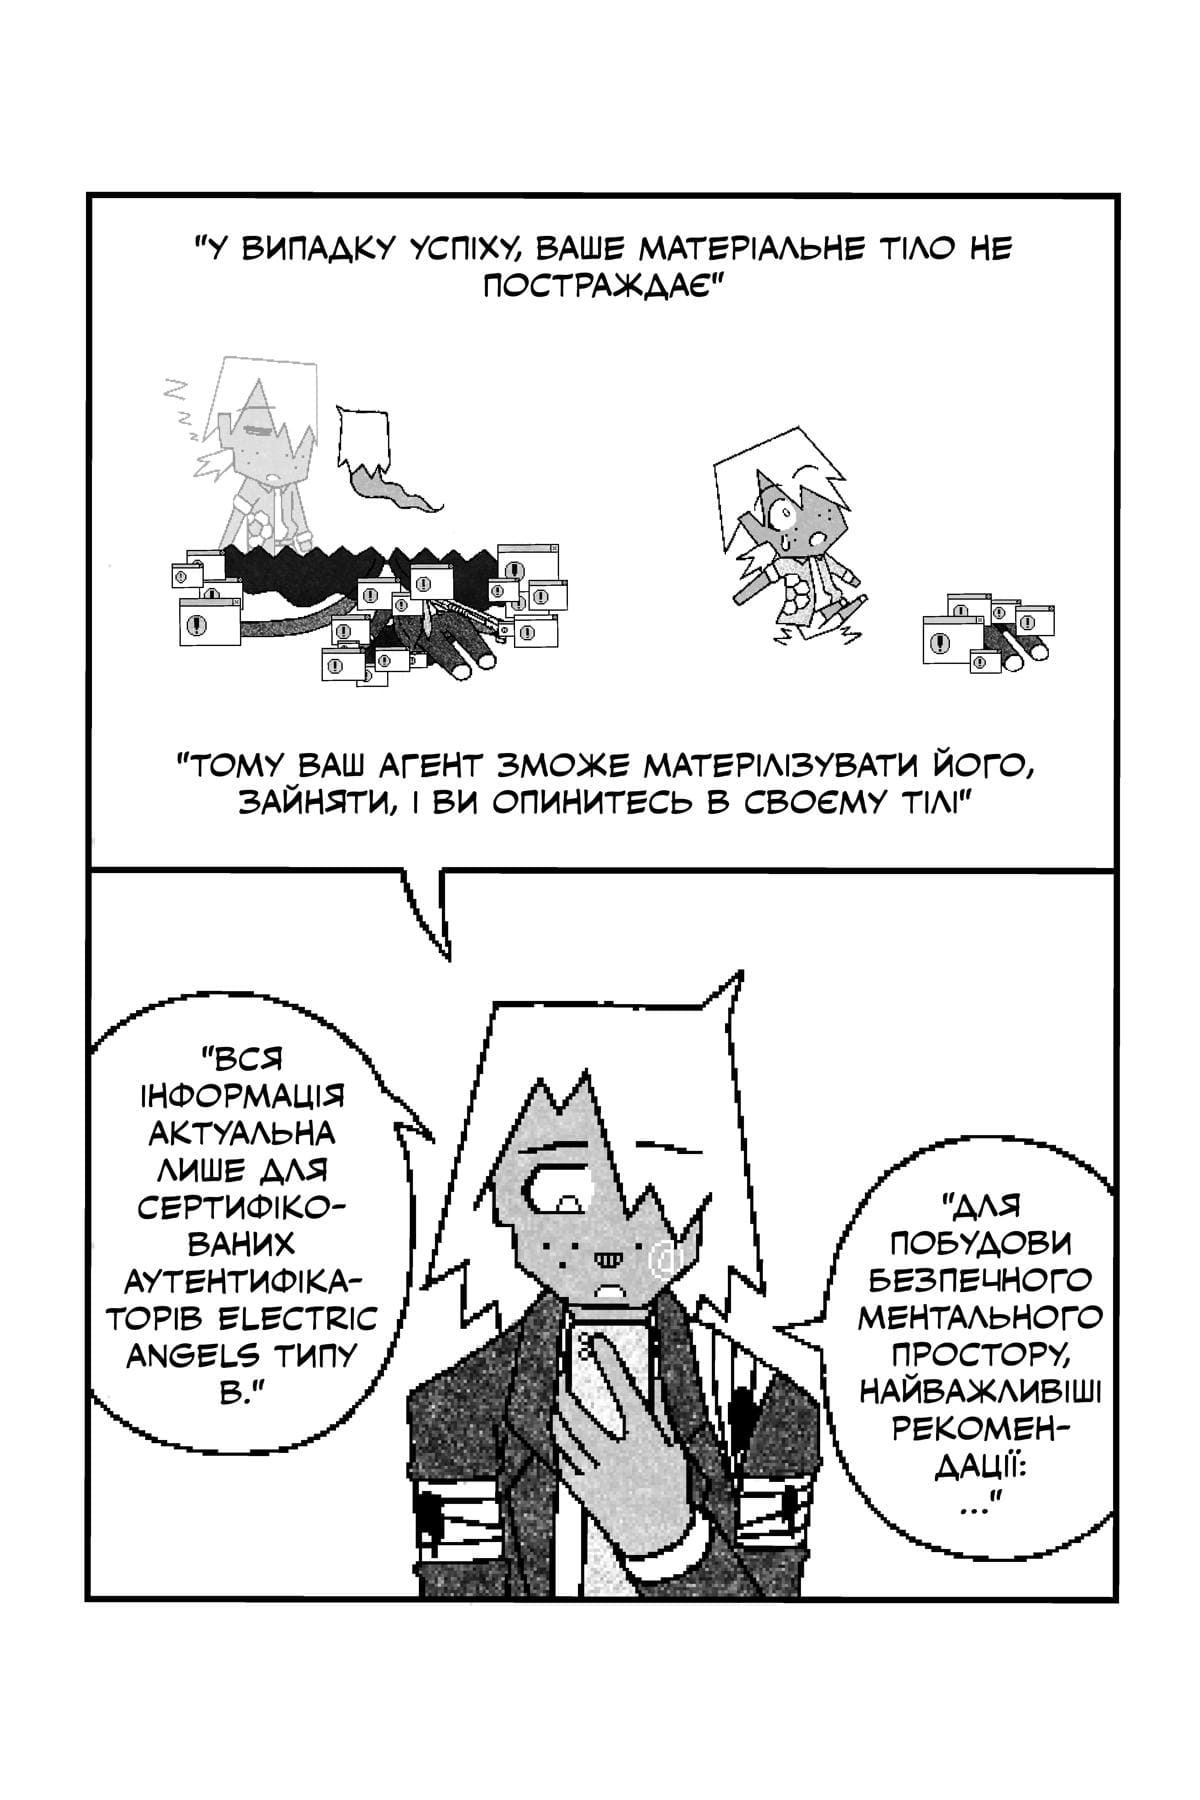 "У ВИПАДКУ УСПІХУ, ВАШЕ МАТЕРІАЛЬНЕ ТІЛО НЕ
ПОСТРАЖДАЄ"
Z
Z
Z
Z
"ТОМУ ВАШ АГЕНТ ЗМОЖЕ МАТЕРІЛІЗУВАТИ ЙОГО,
ЗАЙНЯТИ, І ВИ ОПИНИТЕСЬ В СВОЄМУ ТІЛІ"
"ВСЯ
ІНФОРМАЦІЯ
АКТУАЛЬНА
ЛИШЕ ДЛЯ
СЕРТИФІКО-
ВАНИХ
АУТЕНТИФІКА-
ТОРІВ ELECTRIC
ANGELS ТИПУ
В."
"ДЛЯ
ПОБУДОВИ
БЕЗПЕЧНОГО
МЕНТАЛЬНОГО
ПРОСТОРУ,
НАЙВАЖЛИВІШІ
РЕКОМЕН-
ДАЦІЇ:
..."
@